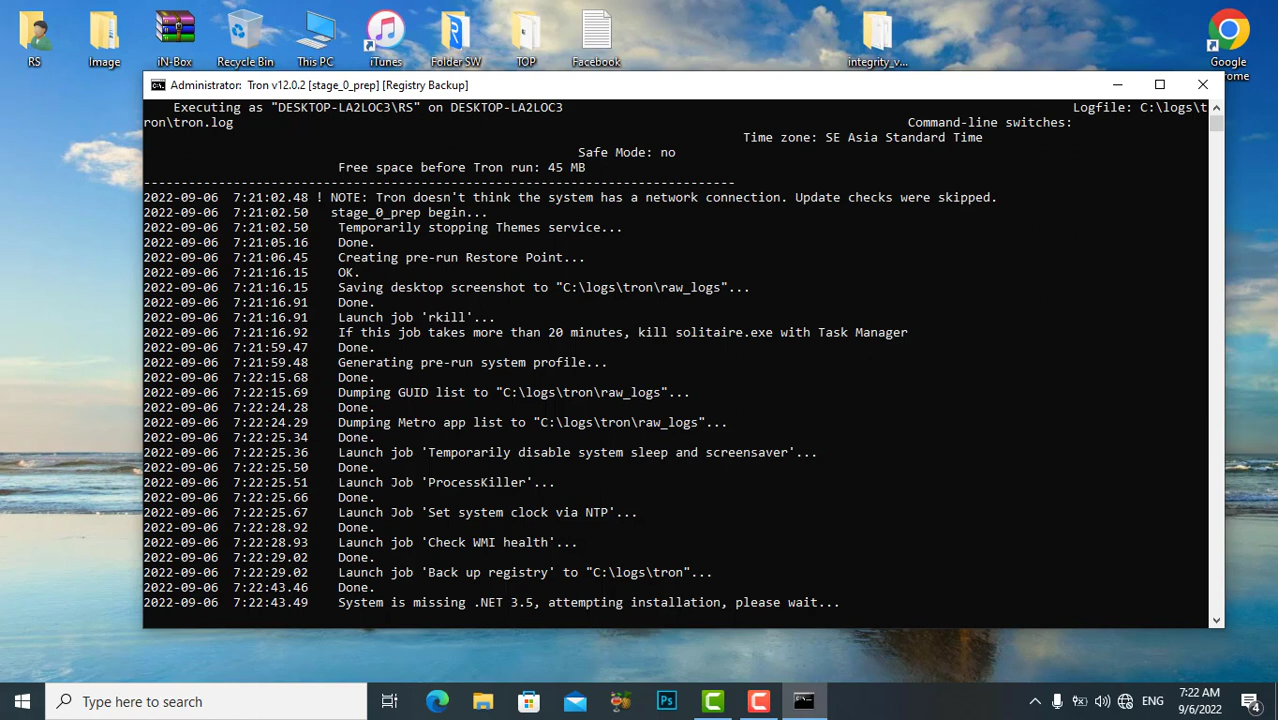 RS
Image
iN-Box
Recycle Bin
This PC
iTunes
Folder SW
TOP
Facebook
integrity_v...
Google
Administrator:  Tron v12.0.2 [stage_0_prep] [Registry Backup]
Executing as "DESKTOP-LA2LOC3\RS" on DESKTOP-LA2LOC3
Logfile: C:\logs\t
ron\tron.log
Command-line switches:
Time zone: SE Asia Standard Time
Safe Mode: no
Free space before Tron run: 45 MB
-------------------------------------------------------------------------------
2022-09-06  7:21:02.48 ! NOTE: Tron doesn't think the system has a network connection. Update checks were skipped.
2022-09-06  7:21:02.50   stage_0_prep begin...
2022-09-06  7:21:02.50    Temporarily stopping Themes service...
2022-09-06  7:21:05.16    Done.
2022-09-06  7:21:06.45    Creating pre-run Restore Point...
2022-09-06  7:21:16.15    OK.
2022-09-06  7:21:16.15    Saving desktop screenshot to "C:\logs\tron\raw_logs"...
2022-09-06  7:21:16.91    Done.
2022-09-06  7:21:16.91    Launch job 'rkill'...
2022-09-06  7:21:16.92    If this job takes more than 20 minutes, kill solitaire.exe with Task Manager
2022-09-06  7:21:59.47    Done.
2022-09-06  7:21:59.48    Generating pre-run system profile...
2022-09-06  7:22:15.68    Done.
2022-09-06  7:22:15.69    Dumping GUID list to "C:\logs\tron\raw_logs"...
2022-09-06  7:22:24.28    Done.
2022-09-06  7:22:24.29    Dumping Metro app list to "C:\logs\tron\raw_logs"...
2022-09-06  7:22:25.34    Done.
2022-09-06  7:22:25.36    Launch job 'Temporarily disable system sleep and screensaver'...
2022-09-06  7:22:25.50    Done.
2022-09-06  7:22:25.51    Launch Job 'ProcessKiller'...
2022-09-06  7:22:25.66    Done.
2022-09-06  7:22:25.67    Launch Job 'Set system clock via NTP'...
2022-09-06  7:22:28.92    Done.
2022-09-06  7:22:28.93    Launch job 'Check WMI health'...
2022-09-06  7:22:29.02    Done.
2022-09-06  7:22:29.02    Launch job 'Back up registry' to "C:\logs\tron"...
2022-09-06  7:22:43.46    Done.
2022-09-06  7:22:43.49    System is missing .NET 3.5, attempting installation, please wait...
Type here to search
Ps
ENG
7:22 AM
9/6/2022
4